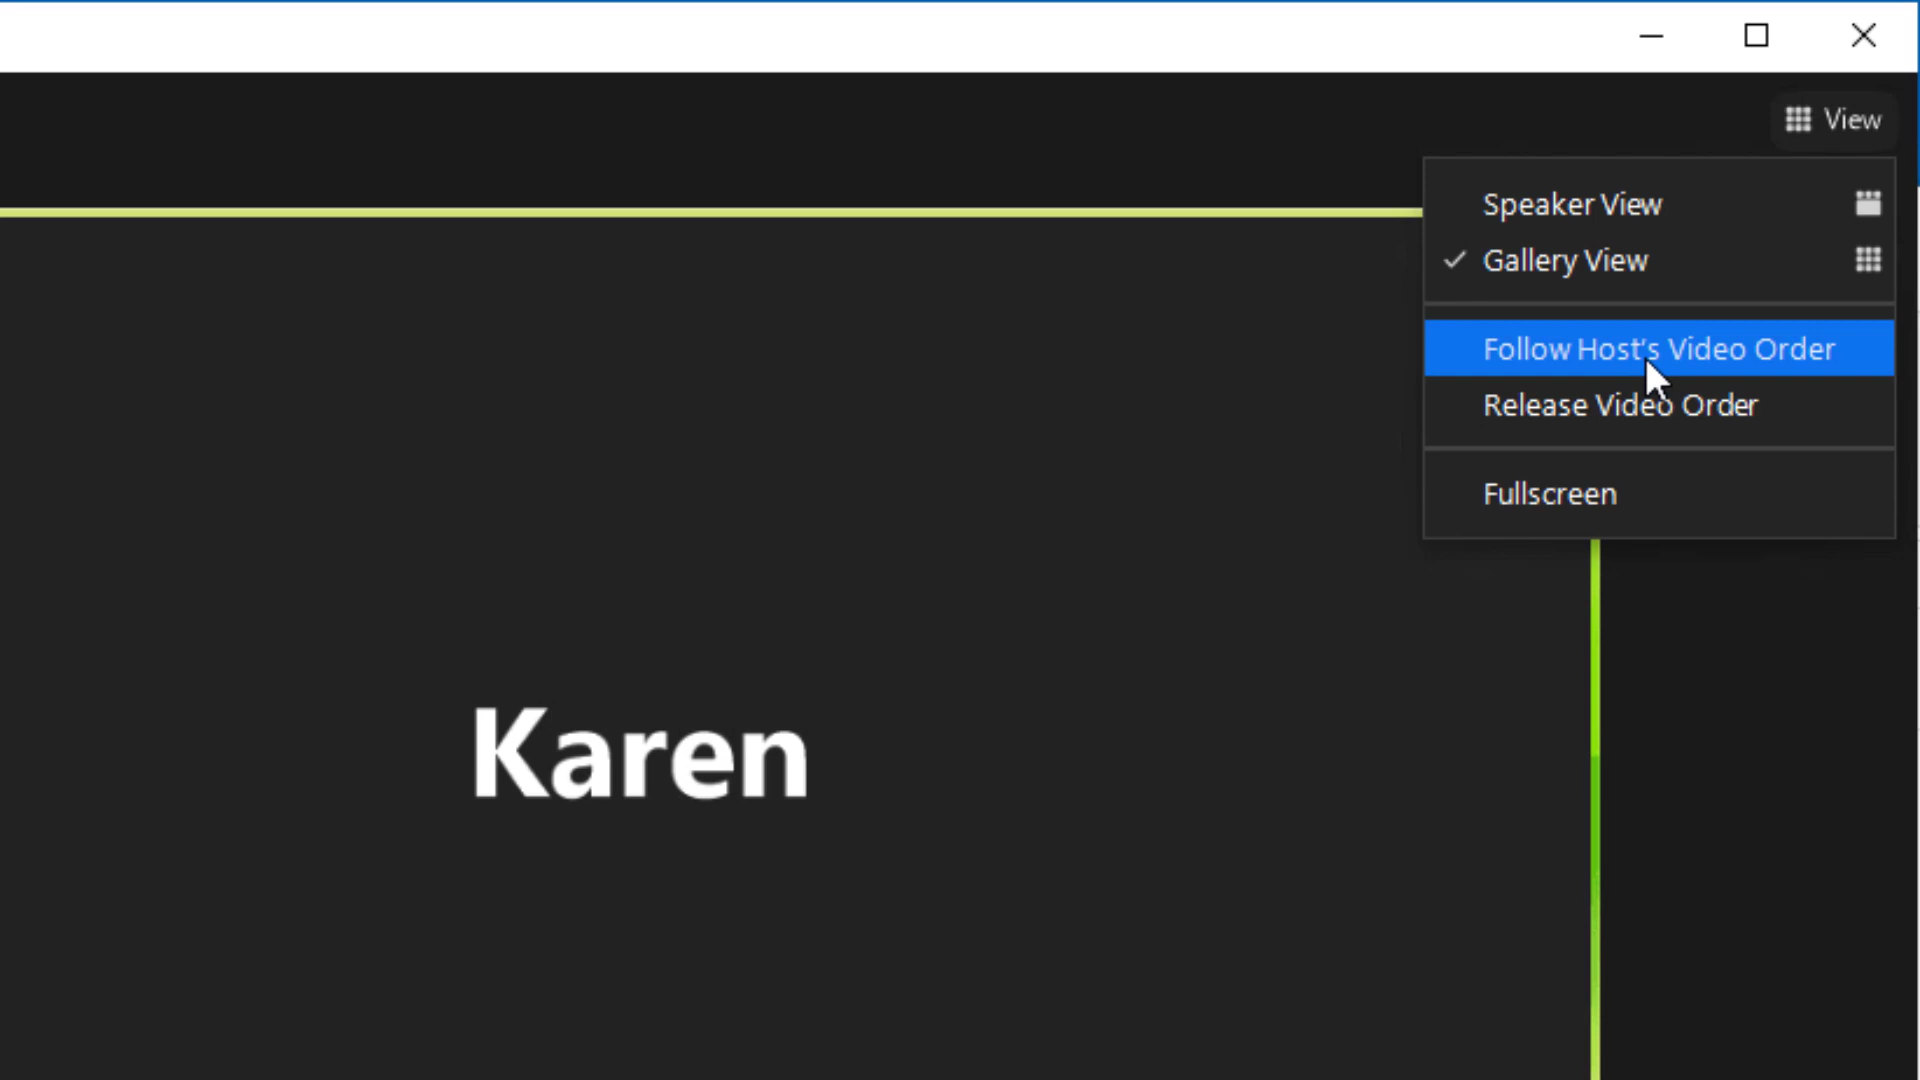 View
Speaker View
Gallery View
Follow Host's Video Order
Release Video Order
Fullscreen
Karen